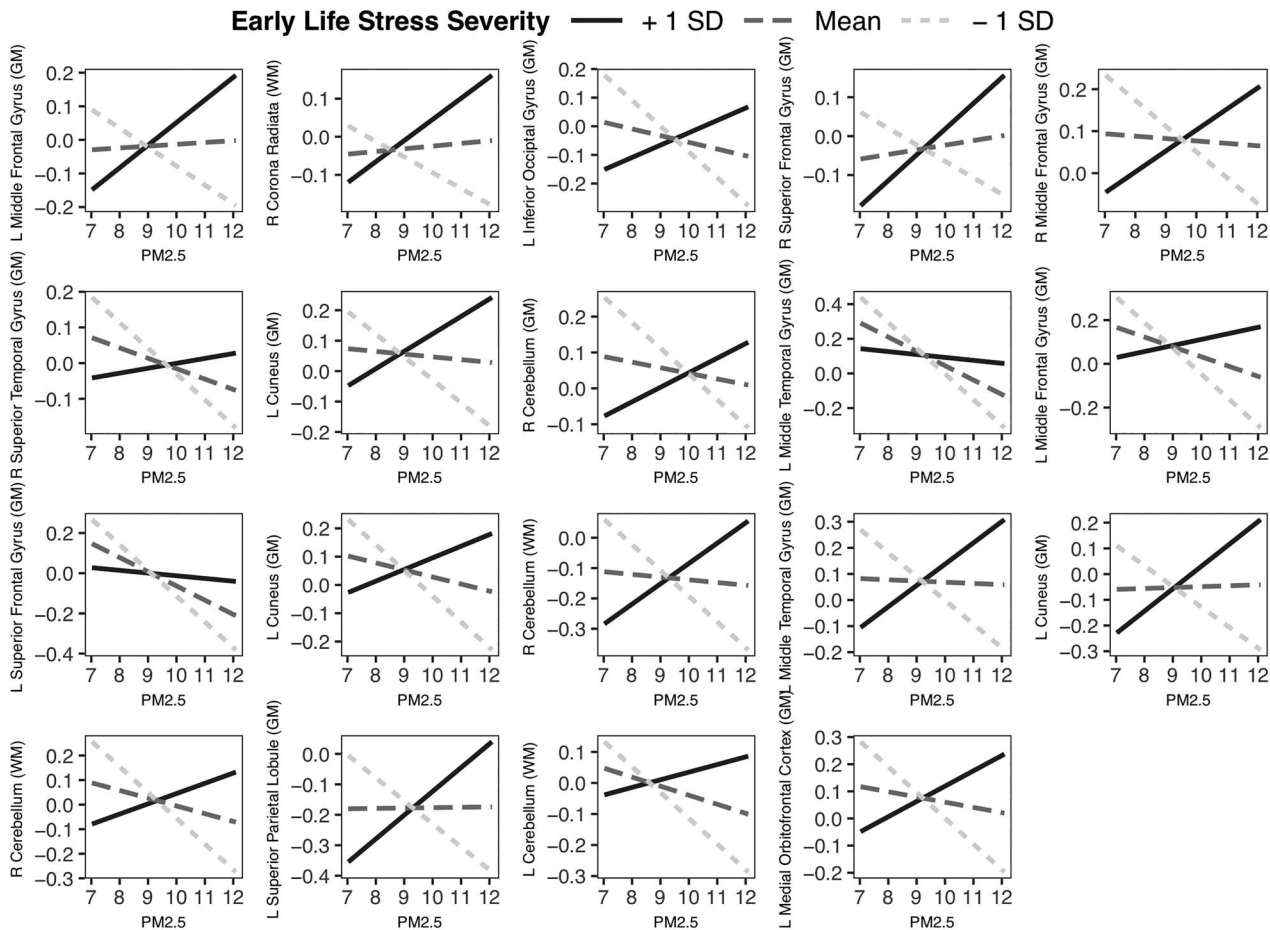 Early Life Stress Severity + 1 SD Mean − 1 SD
L Middle Frontal Gyrus (GM)
0.2
0.1
0.0
−0.1
−0.2
7 8 9 10 11 12
PM2.5
R Corona Radiata (WM)
0.1
0.0
−0.1
7 8 9 10 11 12
PM2.5
L Inferior Occiptal Gyrus (GM)
0.2
0.1
0.0
−0.1
−0.2
7 8 9 10 11 12
PM2.5
R Superior Frontal Gyrus (GM)
0.1
0.0
−0.1
7 8 9 10 11 12
PM2.5
R Middle Frontal Gyrus (GM)
0.2
0.1
0.0
7 8 9 10 11 12
PM2.5
R Superior Temporal Gyrus (GM)
0.2
0.1
0.0
−0.1
7 8 9 10 11 12
PM2.5
L Cuneus (GM)
0.2
0.1
0.0
−0.1
−0.2
7 8 9 10 11 12
PM2.5
R Cerebellum (GM)
0.2
0.1
0.0
−0.1
7 8 9 10 11 12
PM2.5
L Middle Temporal Gyrus (GM)
0.4
0.2
0.0
−0.2
7 8 9 10 11 12
PM2.5
L Middle Frontal Gyrus (GM)
0.2
0.0
−0.2
7 8 9 10 11 12
PM2.5
L Superior Frontal Gyrus (GM)
0.2
0.0
−0.2
−0.4
7 8 9 10 11 12
PM2.5
L Cuneus (GM)
0.2
0.1
0.0
−0.1
−0.2
7 8 9 10 11 12
PM2.5
R Cerebellum (WM)
0.0
−0.1
−0.2
−0.3
7 8 9 10 11 12
PM2.5
L Middle Temporal Gyrus (GM)
0.3
0.2
0.1
0.0
−0.1
−0.2
7 8 9 10 11 12
PM2.5
L Cuneus (GM)
0.2
0.1
0.0
−0.1
−0.2
−0.3
7 8 9 10 11 12
PM2.5
R Cerebellum (WM)
0.2
0.1
0.0
−0.1
−0.2
−0.3
7 8 9 10 11 12
PM2.5
L Superior Parietal Lobule (GM)
0.0
−0.1
−0.2
−0.3
−0.4
7 8 9 10 11 12
PM2.5
L Cerebellum (WM)
0.1
0.0
−0.1
−0.2
−0.3
7 8 9 10 11 12
PM2.5
L Medial Orbitofrontal Cortex (GM)
0.3
0.2
0.1
0.0
−0.1
−0.2
7 8 9 10 11 12
PM2.5